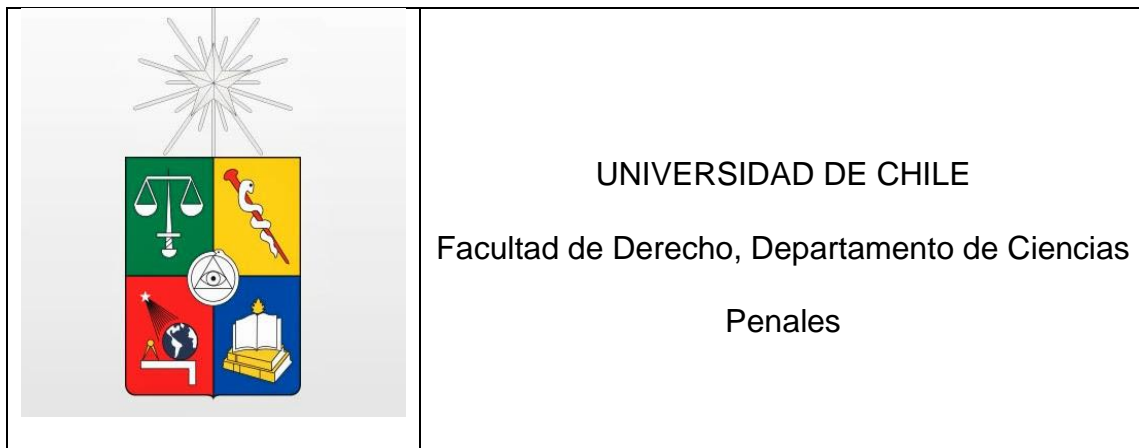 UNIVERSIDAD DE CHILE
Facultad de Derecho, Departamento de Ciencias
Penales